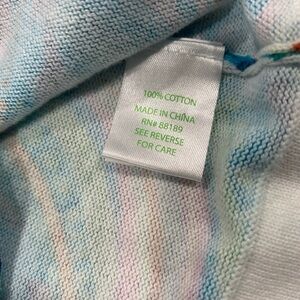 100% COTTON
MADE IN CHINA
RN# 88189
SEE REVERSE
FOR CARE